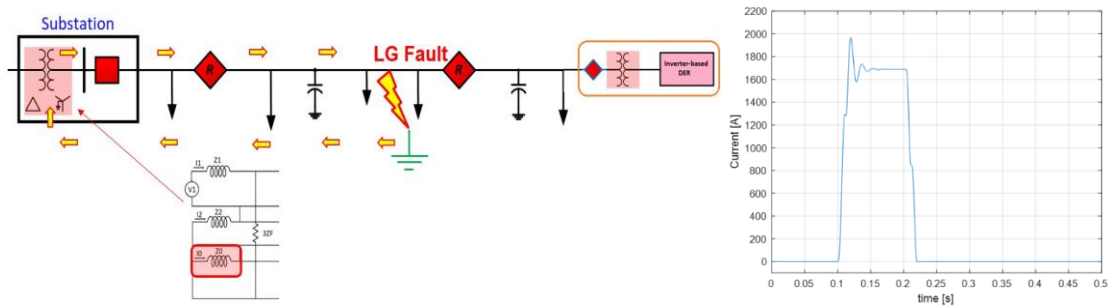 Substation
LG Fault
R
R
Inverter-based
DER
I1
Z1
V1
I2
Z2
3ZF
I0
Z0
2200
2000
1800
1600
1400
1200
1000
800
600
400
200
0
Current [A]
0
0.05
0.1
0.15
0.2
0.25
0.3
0.35
0.4
0.45
0.5
time [s]